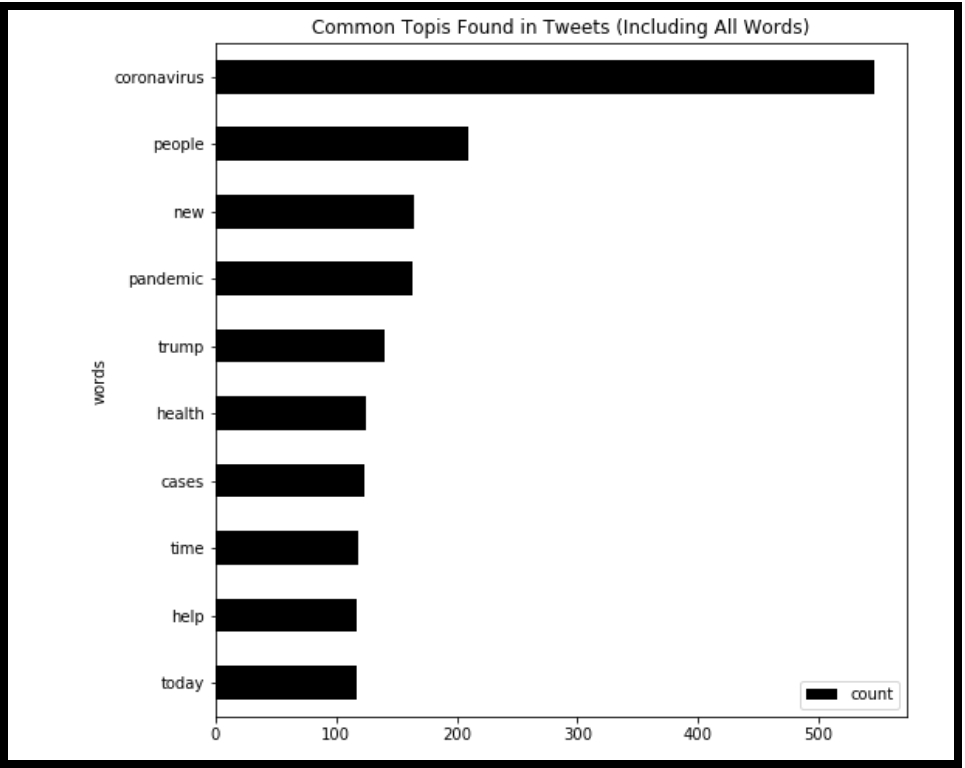 Common Topis Found in Tweets (Including All Words)
coronavirus
people
new
pandemic
trump
words
health
cases
time
help
today
count
0 100 200 300 400 500